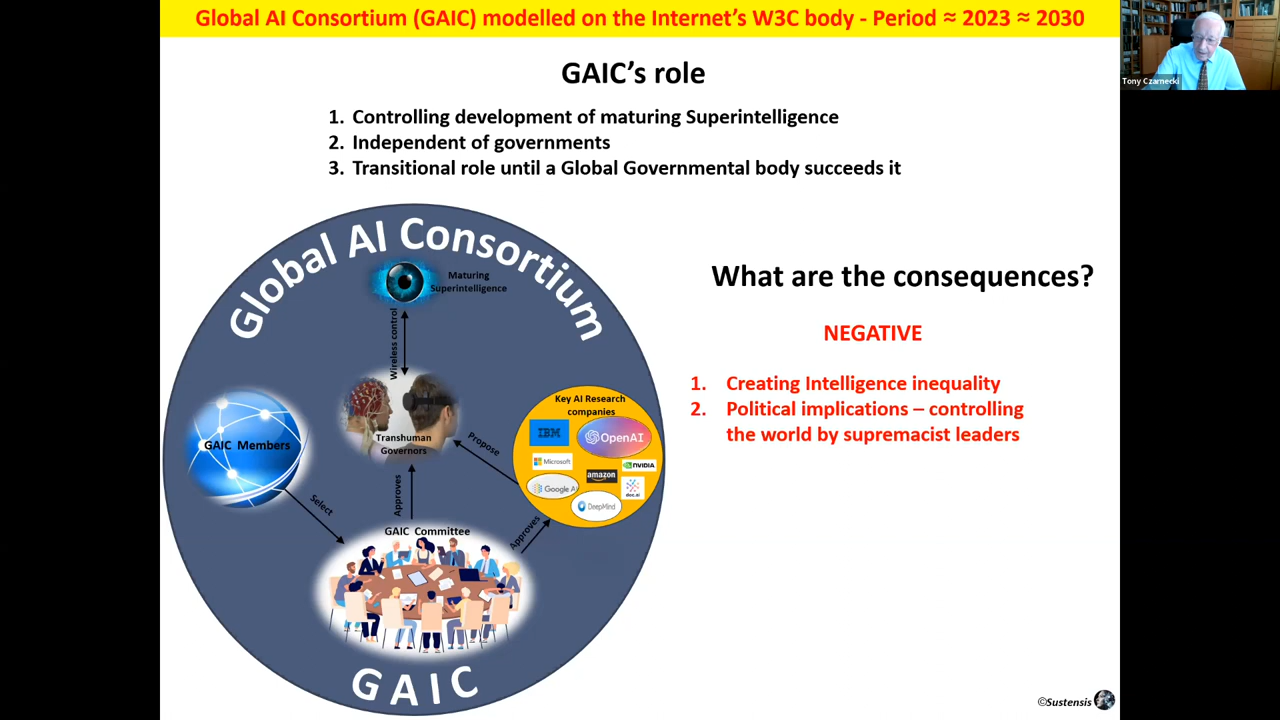 Global AI Consortium (GAIC) modelled on the Internet's W3C body - Period ≈ 2023 ≈ 2030
Tony Czarnecki
GAIC's role
1. Controlling development of maturing Superintelligence
2. Independent of governments
3. Transitional role until a Global Governmental body succeeds it
Global AI Consortium
Maturing
Superintelligence
Wireless control
What are the consequences?
NEGATIVE
1. Creating Intelligence inequality
2. Political implications – controlling
the world by supremacist leaders
Key AI Research
companies
IBM
OpenAI
Microsoft
NVIDIA
amazon
Google AI
doc.ai
DeepMind
GAIC Members
Transhuman
Governors
Propose
Select
Approves
Approves
GAIC Committee
GAIC
©Sustensis